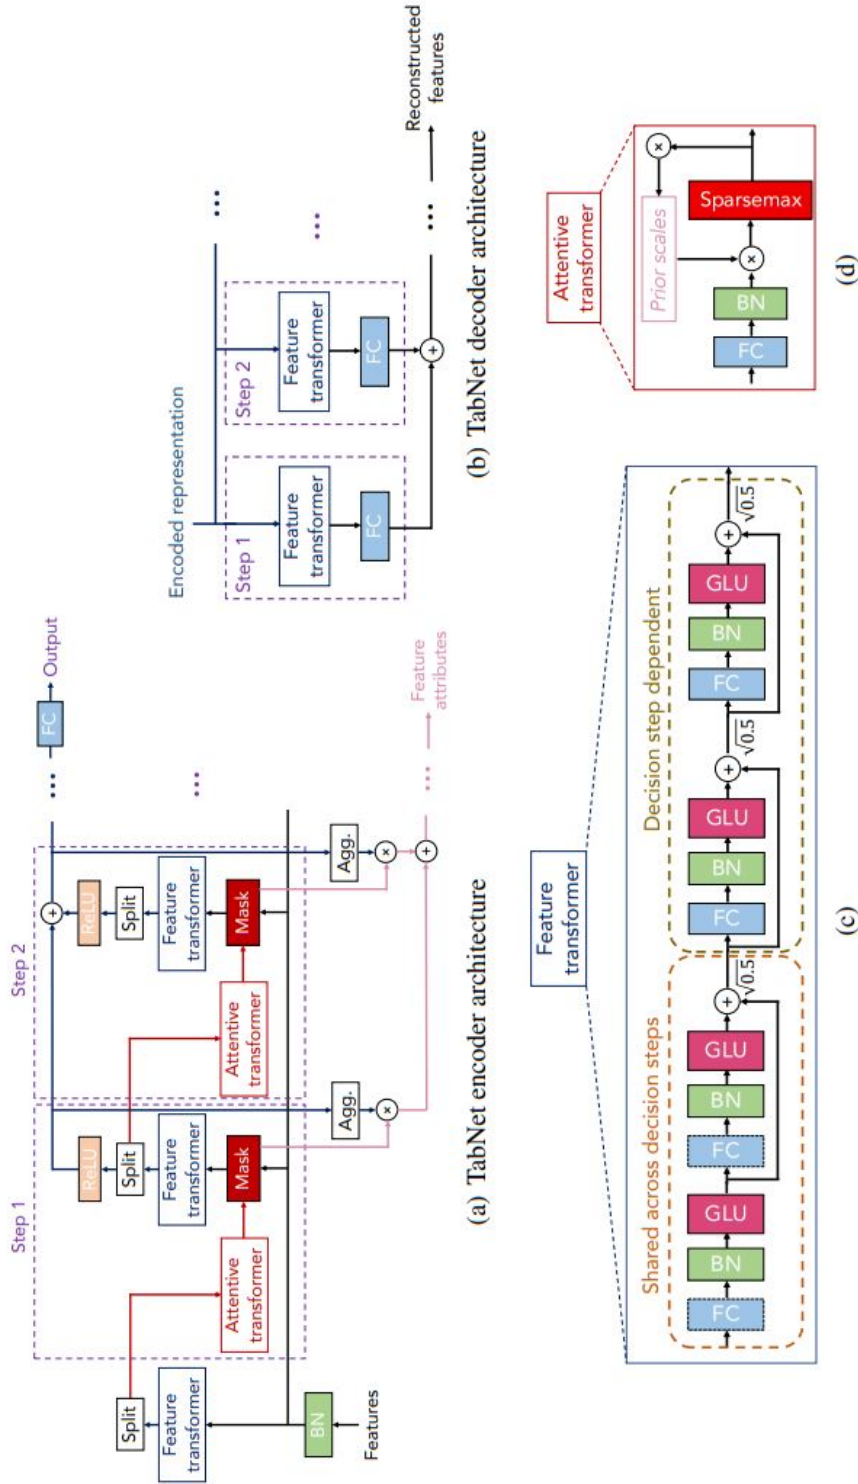 Step 1
Step 2
FC
Output
ReLU
ReLU
Split
Split
Split
Feature
transformer
Feature
transformer
Feature
transformer
Attentive
transformer
Mask
Attentive
transformer
Mask
BN
Features
Agg.
Agg.
Feature
attributes
(a) TabNet encoder architecture
Encoded representation
Step 1
Step 2
Feature
transformer
Feature
transformer
FC
FC
Reconstructed
features
(b) TabNet decoder architecture
Feature
transformer
Shared across decision steps
Decision step dependent
FC
BN
GLU
FC
BN
GLU
+
√0.5
FC
BN
GLU
+
√0.5
FC
BN
GLU
+
√0.5
(c)
Attentive
transformer
Prior scales
FC
BN
Sparsemax
(d)